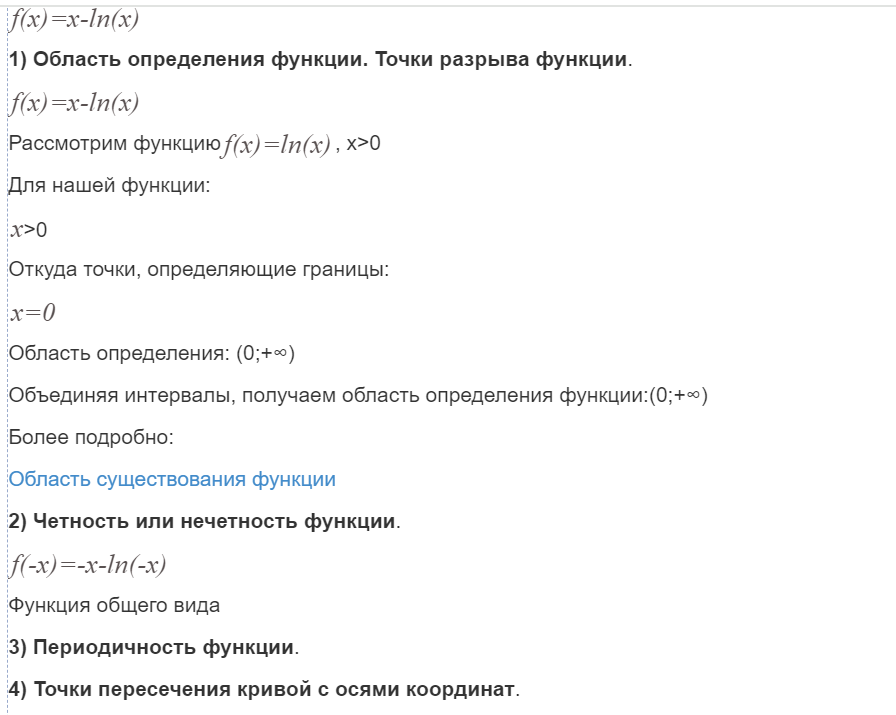 f(x)=x-ln(x)
1) Область определения функции. Точки разрыва функции.
f(x)=x-ln(x)
Рассмотрим функцию f(x)=ln(x) , x>0
Для нашей функции:
x>0
Откуда точки, определяющие границы:
x=0
Область определения: (0;+∞)
Объединяя интервалы, получаем область определения функции:(0;+∞)
Более подробно:
Область существования функции
2) Четность или нечетность функции.
f(-x)=-x-ln(-x)
Функция общего вида
3) Периодичность функции.
4) Точки пересечения кривой с осями координат.